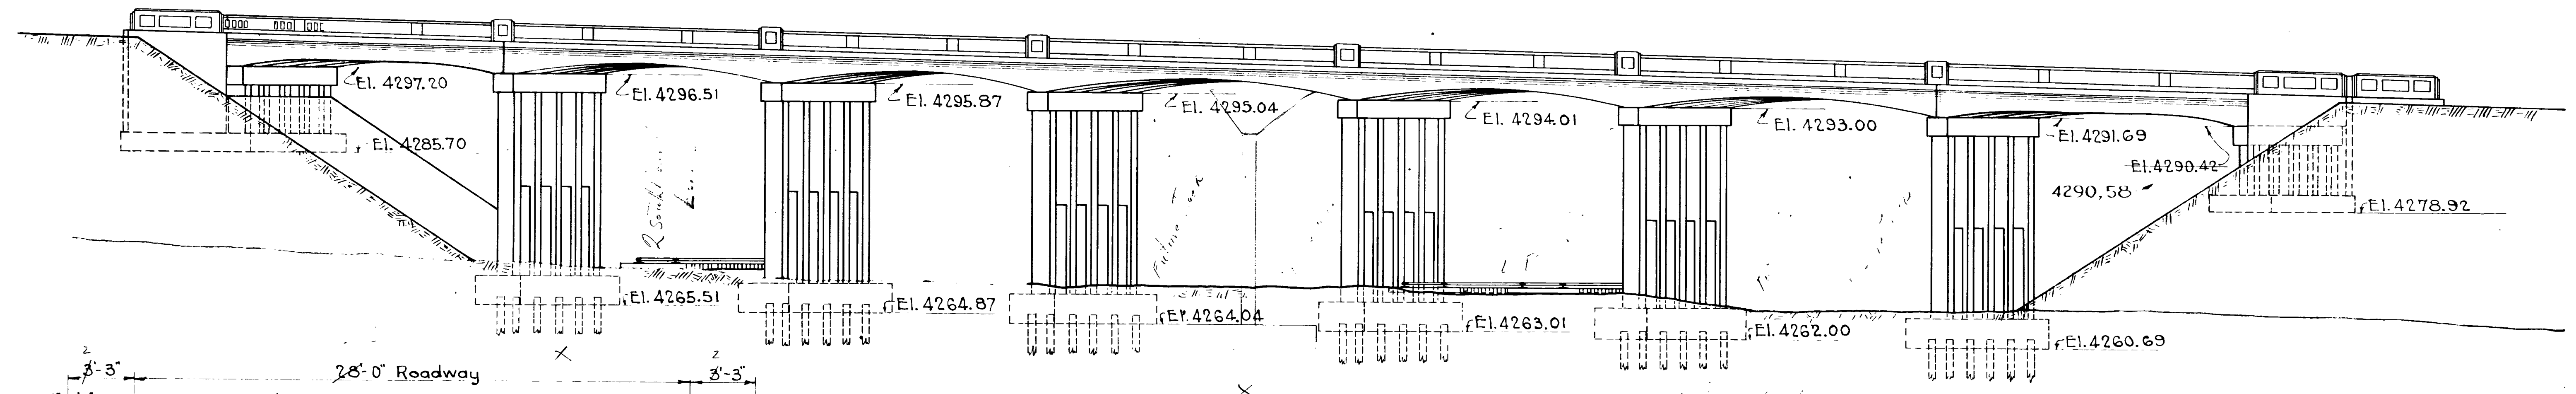 El. 4297.20
El. 4296.51
El. 4295.87
El. 4295.04
El. 4294.01
El. 4293.00
El. 4291.69
El. 4290.42
4290,58
El. 4285.70
El. 4278.92
El. 4265.51
El. 4264.87
El. 4264.04
El. 4263.01
El. 4262.00
El. 4260.69
2
3'-3"
28'-0" Roadway
2
3'-3"